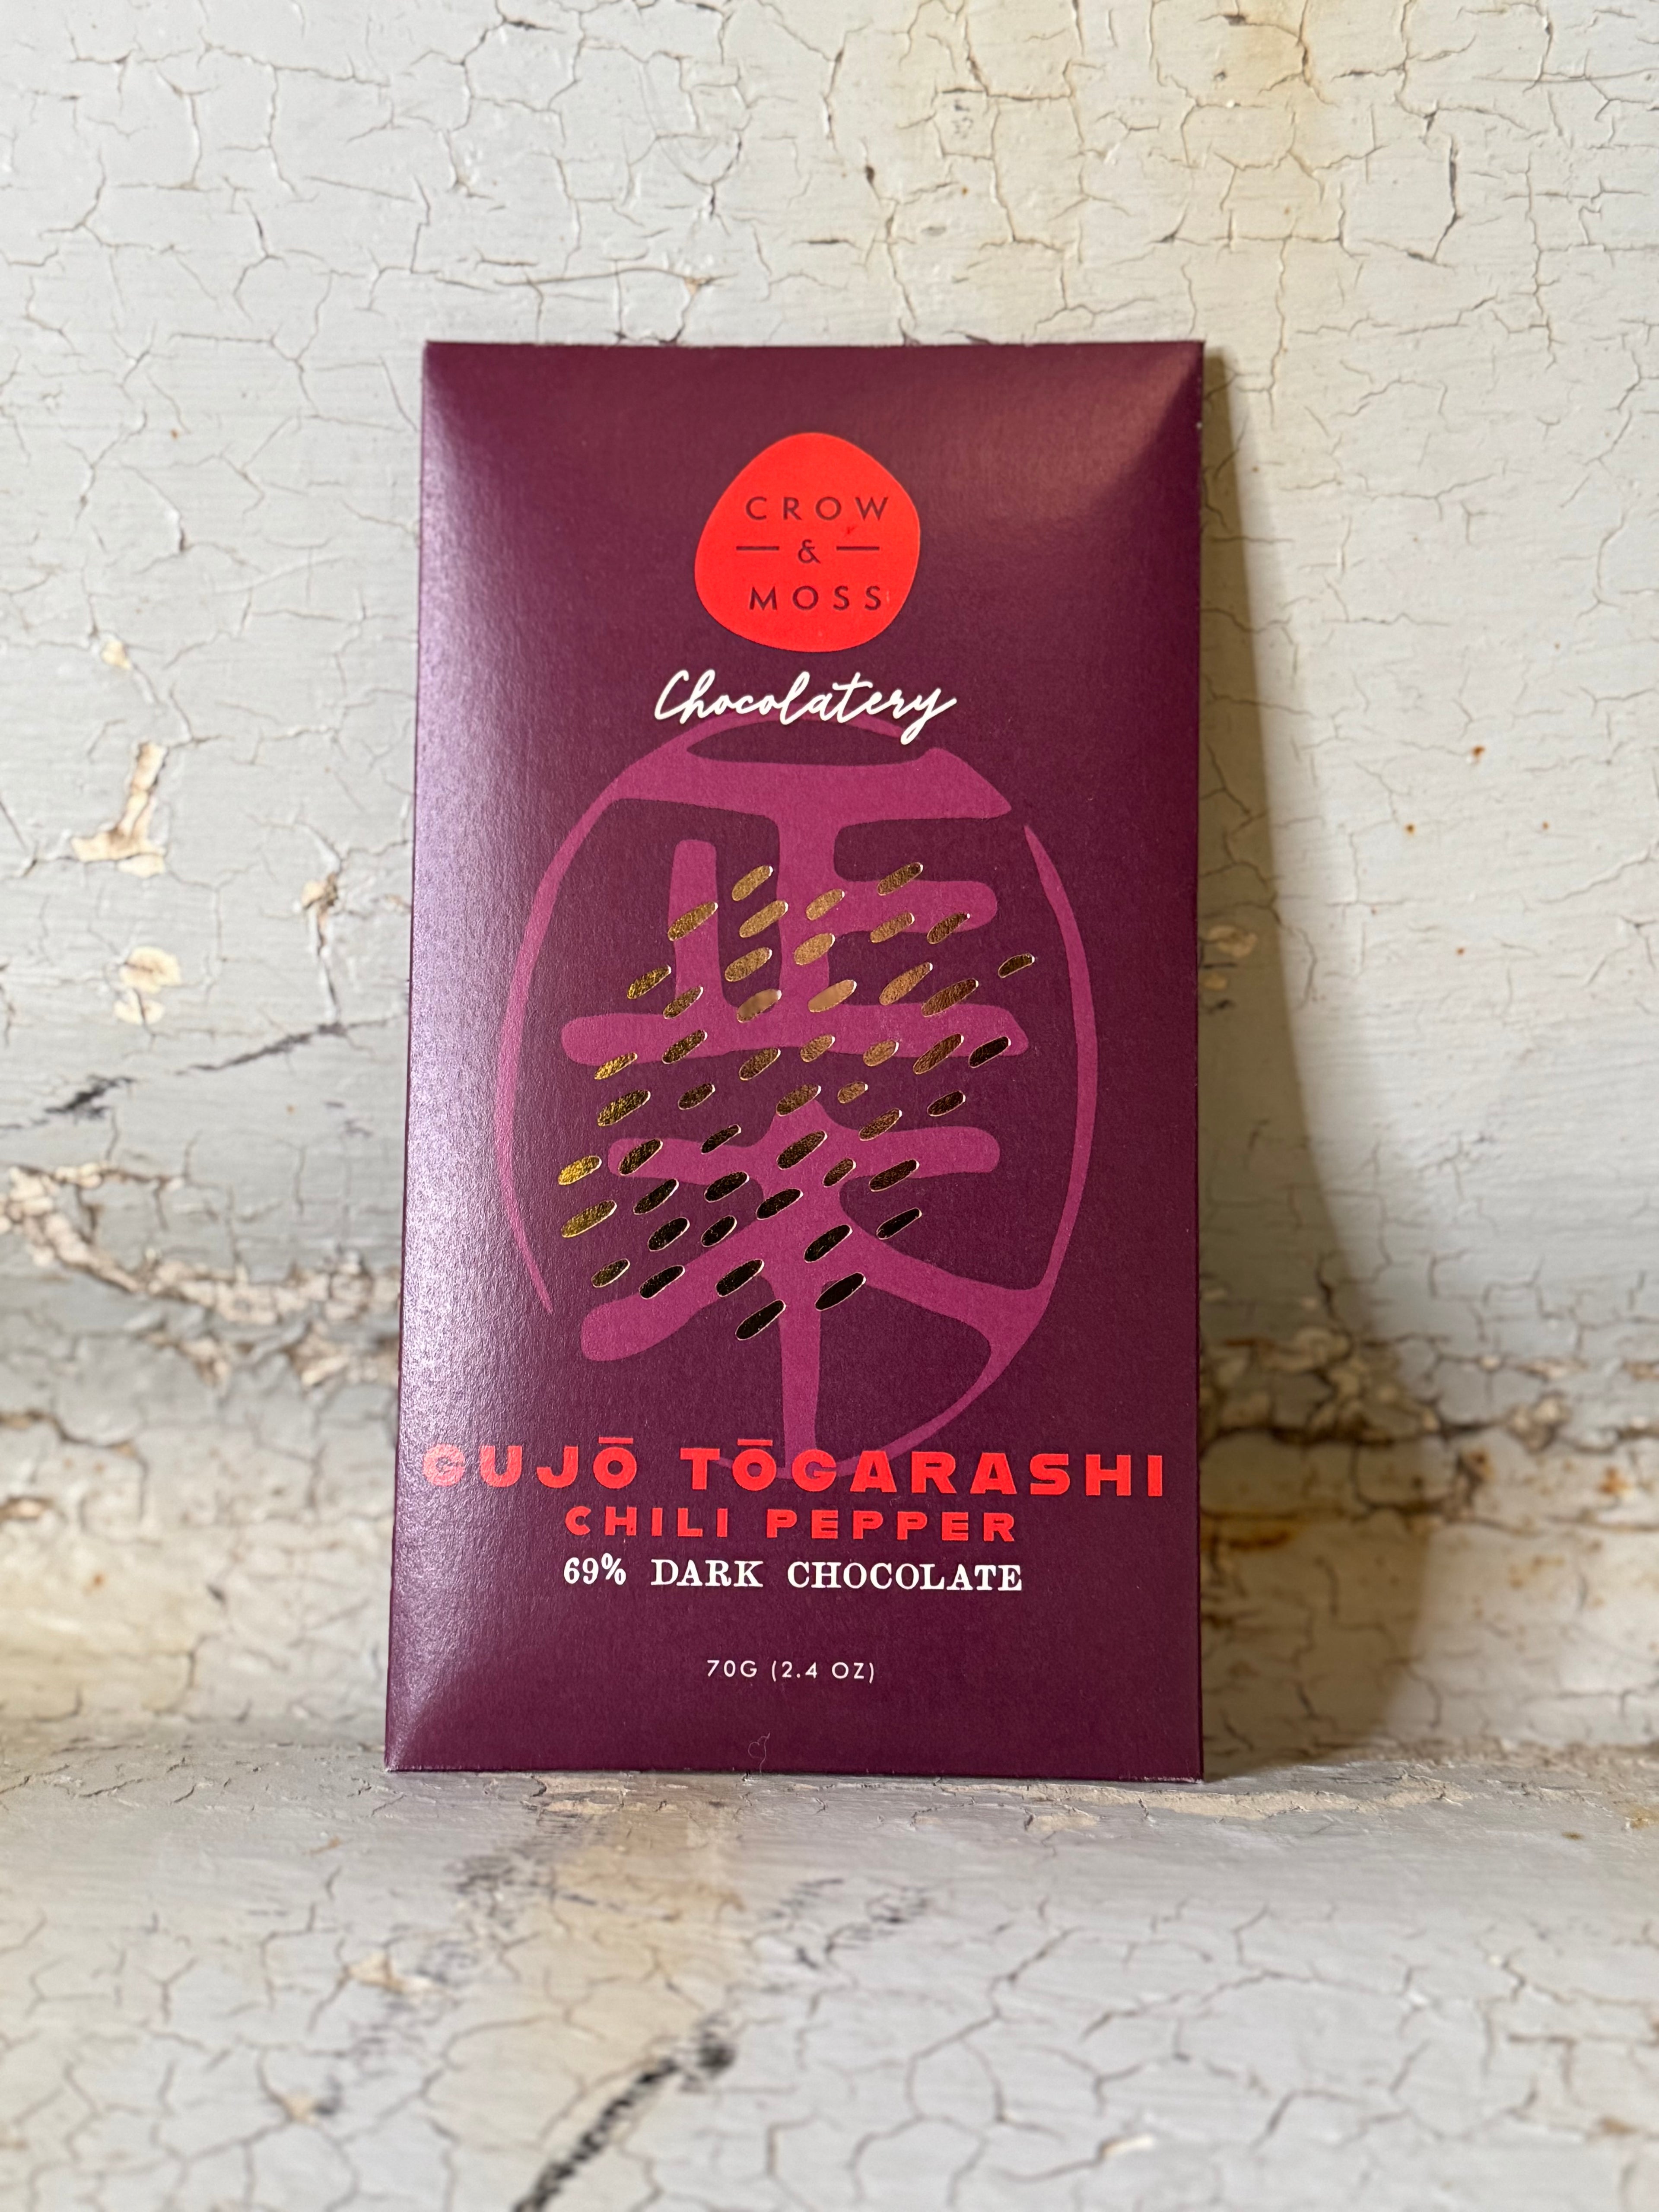 CROW
&
MOSS
Chocolatery
GUJŌ TŌGARASHI
CHILI PEPPER
69% DARK CHOCOLATE
70G (2.4 OZ)